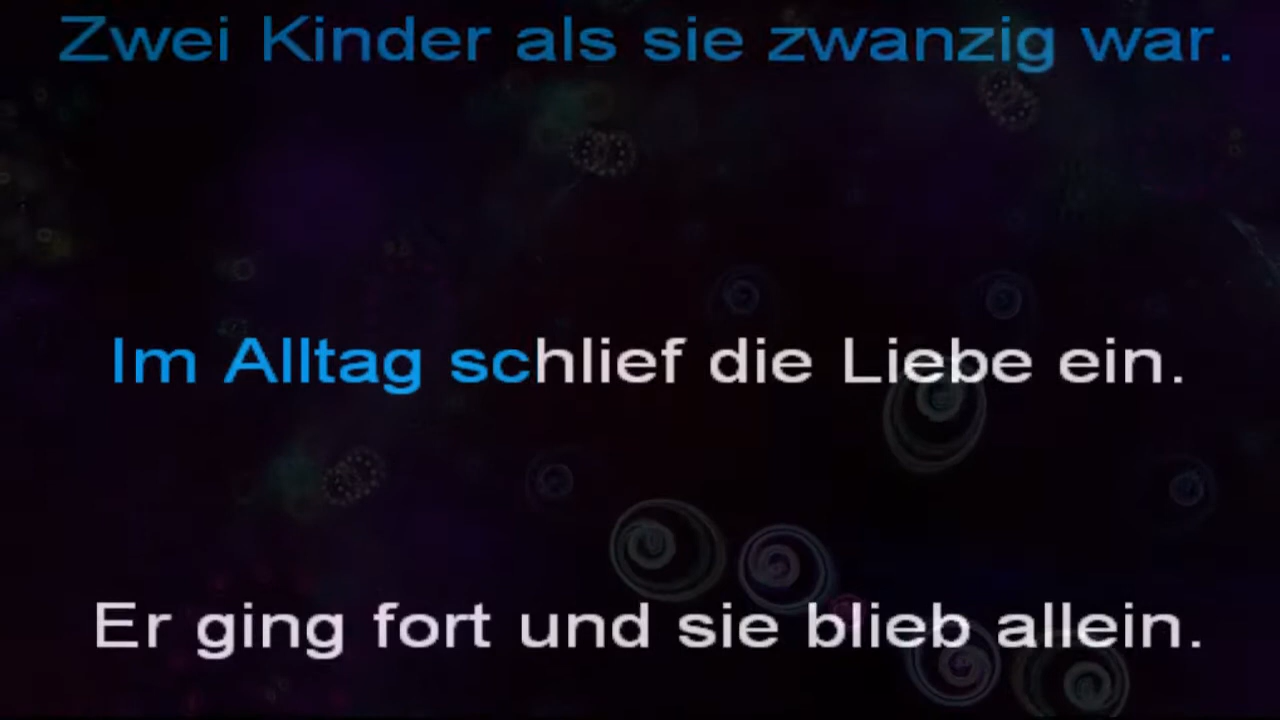 Zwei Kinder als sie zwanzig war.
Im Alltag schlief die Liebe ein.
Er ging fort und sie blieb allein.